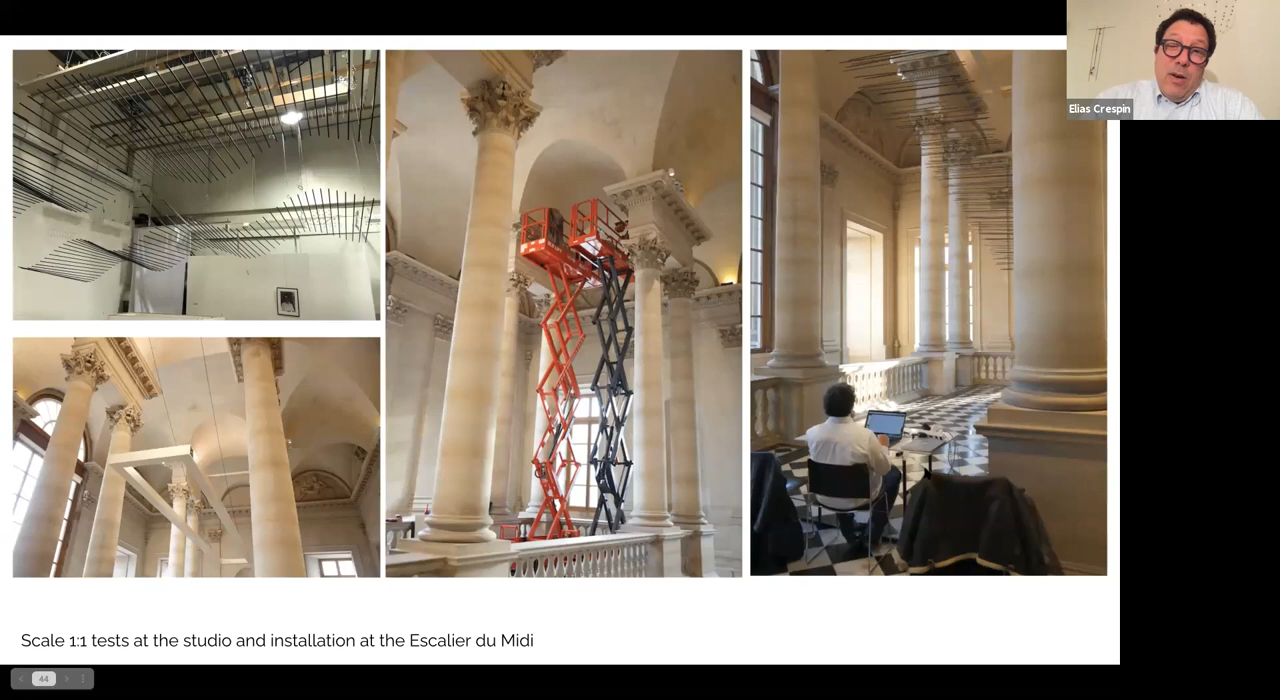 Elias Crespin
Scale 1:1 tests at the studio and installation at the Escalier du Midi
44